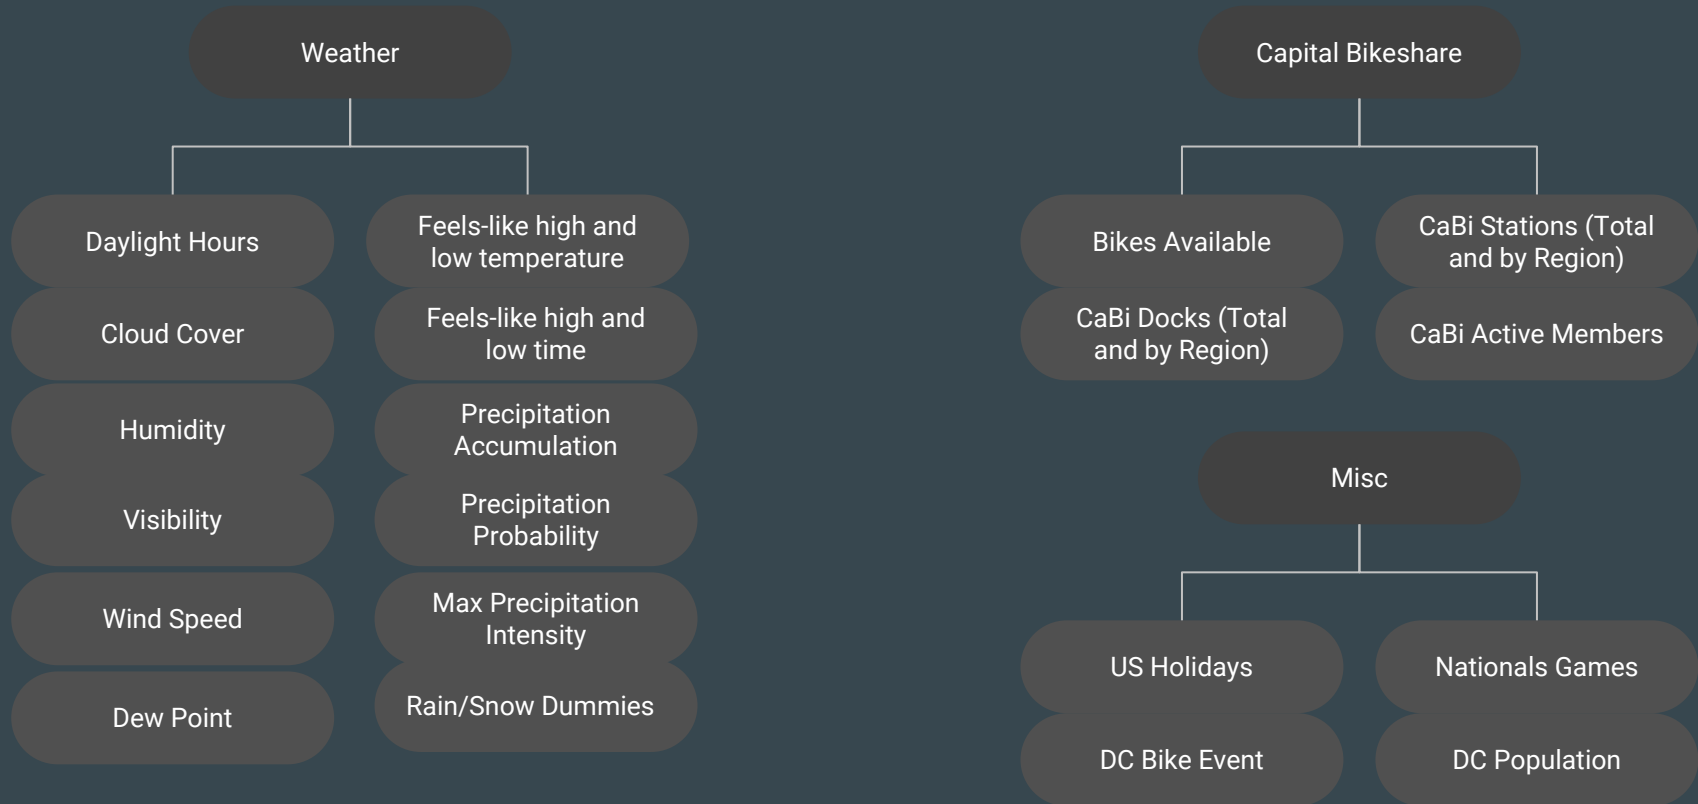 Weather
Daylight Hours
Cloud Cover
Humidity
Visibility
Wind Speed
Dew Point
Feels-like high and
low temperature
Feels-like high and
low time
Precipitation
Accumulation
Precipitation
Probability
Max Precipitation
Intensity
Rain/Snow Dummies
Capital Bikeshare
Bikes Available
CaBi Docks (Total
and by Region)
CaBi Stations (Total
and by Region)
CaBi Active Members
Misc
US Holidays
DC Bike Event
Nationals Games
DC Population